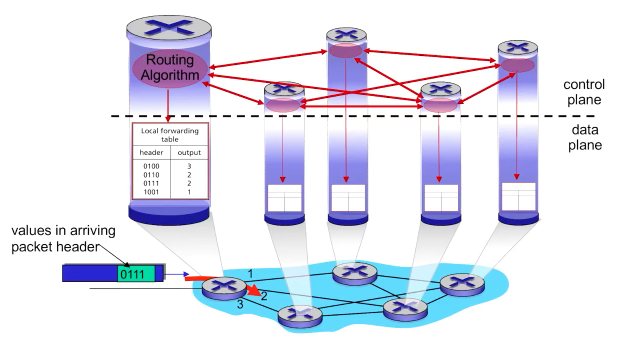 Routing
Algorithm
control
plane
data
plane
Local forwarding
table
header output
0100 3
0110 2
0111 2
1001 1
values in arriving
packet header
0111
1
2
3